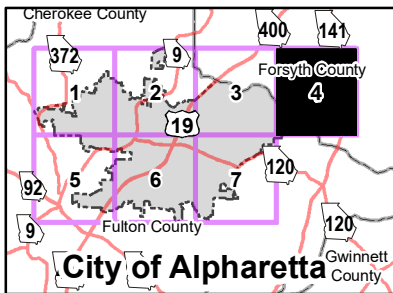 Cherokee County
400
141
372
9
Forsyth County
1
2
3
4
19
92
5
6
7
120
9
Fulton County
120
City of Alpharetta
Gwinnett
County